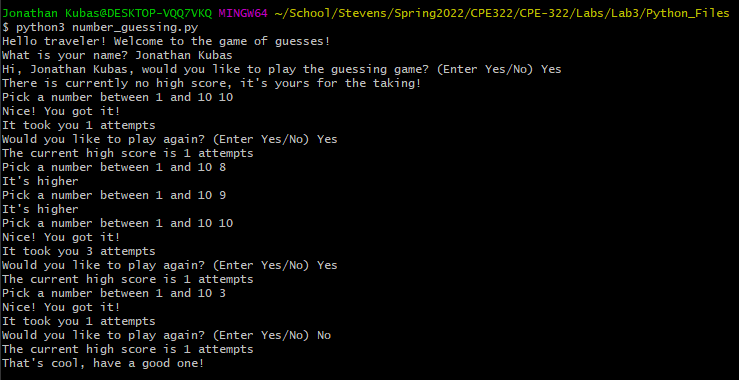 Jonathan Kubas@DESKTOP-VQQ7VKQ MINGW64 ~/School/Stevens/Spring2022/CPE322/CPE-322/Labs/Lab3/Python_Files
$ python3 number_guessing.py
Hello traveler! Welcome to the game of guesses!
What is your name? Jonathan Kubas
Hi, Jonathan Kubas, would you like to play the guessing game? (Enter Yes/No) Yes
There is currently no high score, it's yours for the taking!
Pick a number between 1 and 10 10
Nice! You got it!
It took you 1 attempts
Would you like to play again? (Enter Yes/No) Yes
The current high score is 1 attempts
Pick a number between 1 and 10 8
It's higher
Pick a number between 1 and 10 9
It's higher
Pick a number between 1 and 10 10
Nice! You got it!
It took you 3 attempts
Would you like to play again? (Enter Yes/No) Yes
The current high score is 1 attempts
Pick a number between 1 and 10 3
Nice! You got it!
It took you 1 attempts
Would you like to play again? (Enter Yes/No) No
The current high score is 1 attempts
That's cool, have a good one!